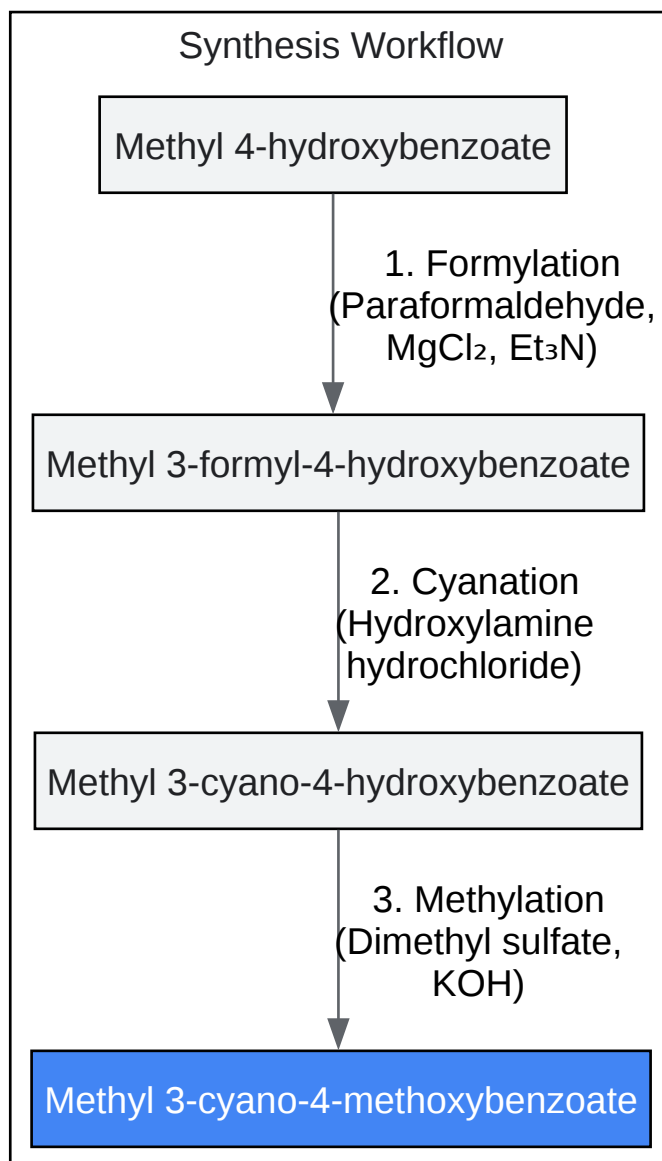 Synthesis Workflow
Methyl 4-hydroxybenzoate
1. Formylation
(Paraformaldehyde,
MgCl₂, Et₃N)
Methyl 3-formyl-4-hydroxybenzoate
2. Cyanation
(Hydroxylamine
hydrochloride)
Methyl 3-cyano-4-hydroxybenzoate
3. Methylation
(Dimethyl sulfate,
KOH)
Methyl 3-cyano-4-methoxybenzoate